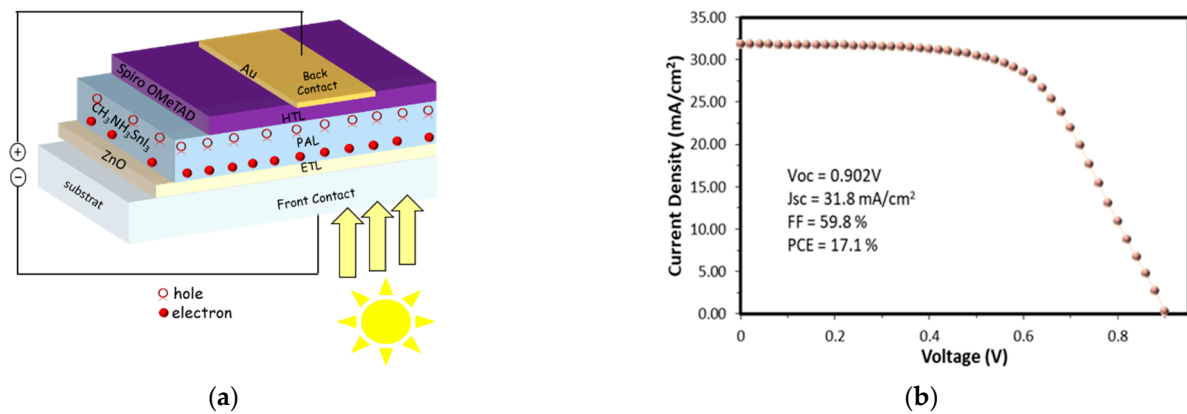 Spiro OMeTAD
Au
Back
Contact
HTL
CH₃NH₃SnI₃
PAL
ZnO
ETL
substrat
Front Contact
+
−
hole
electron
(a)
35.00
30.00
25.00
20.00
15.00
10.00
5.00
0.00
Current Density (mA/cm²)
Voc = 0.902V
Jsc = 31.8 mA/cm²
FF = 59.8 %
PCE = 17.1 %
0 0.2 0.4 0.6 0.8
Voltage (V)
(b)